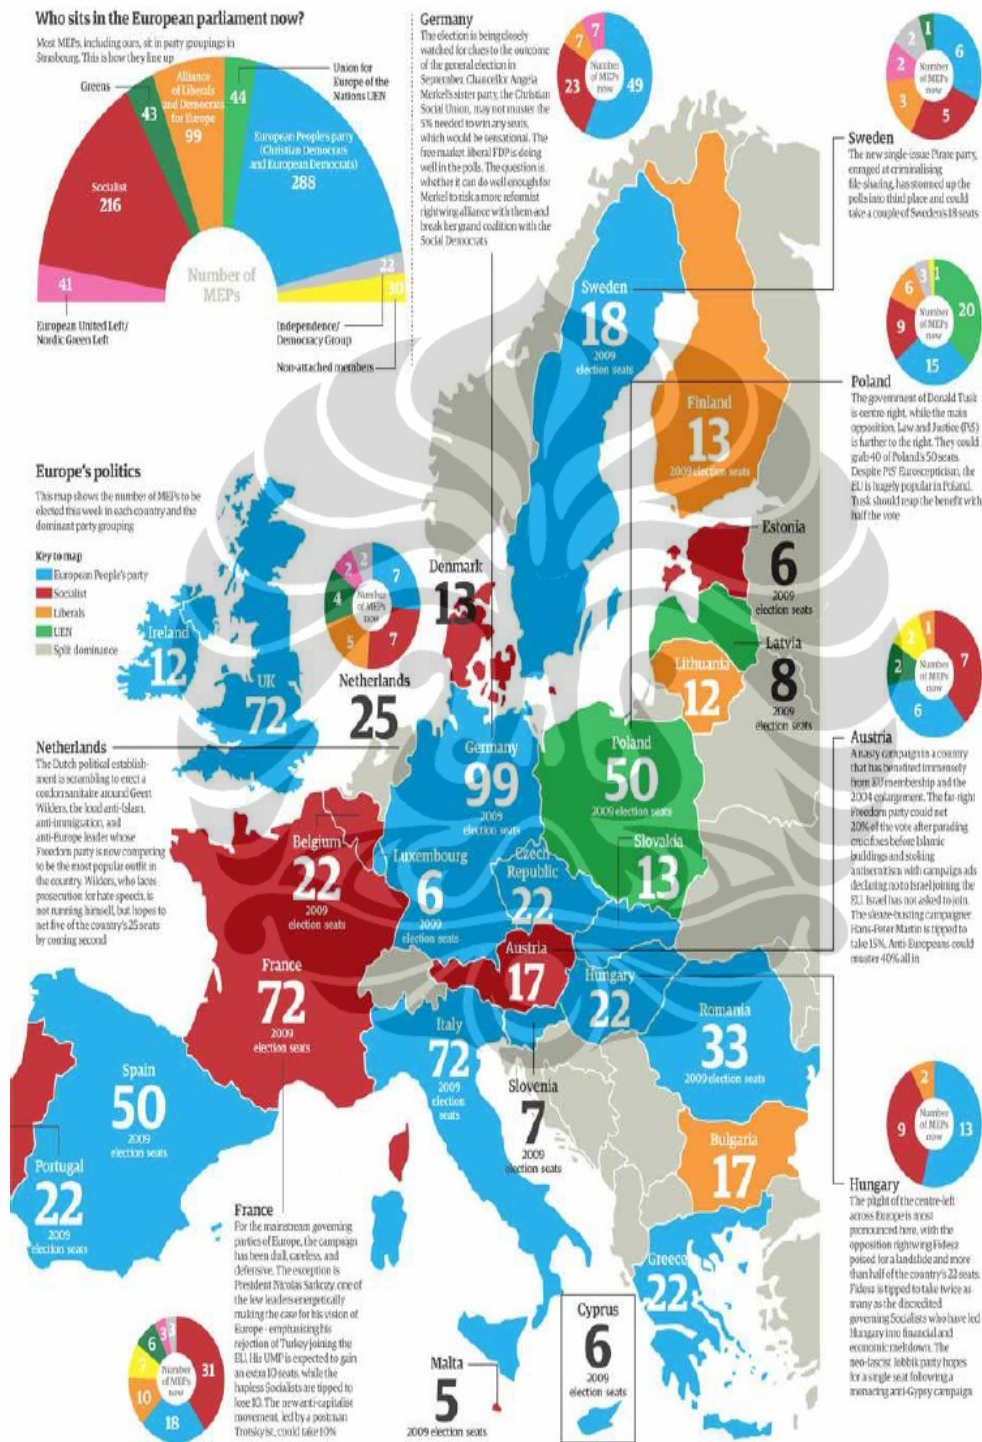 Who sits in the European parliament now?
Most MEPs, including ours, sit in party groupings in
Strasbourg. This is how they line up
Greens
43
Alliance
of Liberals
and Democrats
for Europe
99
44
Union for
Europe of the
Nations UEN
European People's party
(Christian Democrats
and European Democrats)
288
Socialist
216
41
22
30
Number of
MEPs
European United Left/
Nordic Green Left
Independence/
Democracy Group
Non-attached members
Germany
The election is being closely
watched for clues to the outcome
of the general election in
September. Chancellor Angela
Merkel's sister party, the Christian
Social Union, may not muster the
5% needed to win any seats,
which would be sensational. The
free market liberal FDP is doing
well in the polls. The question is
whether it can do well enough for
Merkel to risk a more reformist
rightwing alliance with them and
break her grand coalition with the
Social Democrats
7
7
23
49
Number
of MEPs
now
1
2
2
3
5
6
Number
of MEPs
now
Sweden
The new single-issue Pirate party,
enraged at criminalising
file-sharing, has stormed up the
polls into third place and could
take a couple of Sweden's 18 seats
1
3
6
9
15
20
Number
of MEPs
now
Poland
The government of Donald Tusk
is centre-right, while the main
opposition, Law and Justice (PiS)
is further to the right. They could
grab 40 of Poland's 50 seats.
Despite PiS' Euroscepticism, the
EU is hugely popular in Poland.
Tusk should reap the benefit with
half the vote
Europe's politics
This map shows the number of MEPs to be
elected this week in each country and the
dominant party grouping
Key to map
European People's party
Socialist
Liberals
UEN
Split dominance
Sweden
18
2009
election seats
Finland
13
2009 election seats
Estonia
6
2009
election seats
Latvia
8
2009
election seats
Lithuania
12
Denmark
13
Ireland
12
UK
72
2
2
4
5
7
7
Number
of MEPs
now
Netherlands
25
Netherlands
The Dutch political establish-
ment is scrambling to erect a
cordon sanitaire around Geert
Wilders, the loud anti-Islam,
anti-immigration, and
anti-Europe leader whose
Freedom party is now competing
to be the most popular outfit in
the country. Wilders, who faces
prosecution for hate speech, is
not running himself, but hopes to
net five of the country's 25 seats
by coming second
Germany
99
2009
election seats
Poland
50
2009 election seats
Slovakia
13
Belgium
22
2009
election seats
Luxembourg
6
2009
election seats
Czech
Republic
22
Austria
17
Hungary
22
Romania
33
2009 election seats
France
72
2009
election seats
Italy
72
2009
election
seats
Slovenia
7
2009
election seats
Bulgaria
17
Spain
50
2009
election seats
Portugal
22
2009
election seats
Greece
22
Cyprus
6
2009
election seats
Malta
5
2009 election seats
1
2
2
6
7
Number
of MEPs
now
Austria
A nasty campaign in a country
that has benefited immensely
from EU membership and the
2004 enlargement. The far-right
Freedom party could net
20% of the vote after parading
crucifixes before Islamic
buildings and stoking
antisemitism with campaign ads
declaring no to Israel joining the
EU. Israel has not asked to join.
The sleaze-busting campaigner
Hans-Peter Martin is tipped to
take 15%. Anti-Europeans could
muster 40% all in
2
9
13
Number
of MEPs
now
Hungary
The plight of the centre-left
across Europe is most
pronounced here, with the
opposition rightwing Fidesz
poised for a landslide and more
than half of the country's 22 seats.
Fidesz is tipped to take twice as
many as the discredited
governing Socialists who have led
Hungary into financial and
economic meltdown. The
neo-fascist Jobbik party hopes
for a single seat following a
menacing anti-Gypsy campaign
France
For the mainstream governing
parties of Europe, the campaign
has been dull, careless, and
defensive. The exception is
President Nicolas Sarkozy, one of
the few leaders energetically
making the case for his vision of
Europe - emphasising his
rejection of Turkey joining the
EU. His UMP is expected to gain
an extra 10 seats, while the
hapless Socialists are tipped to
lose 10. The new anti-capitalist
movement, led by a postman
Trotskyist, could take 10%
3
3
6
7
10
18
31
Number
of MEPs
now